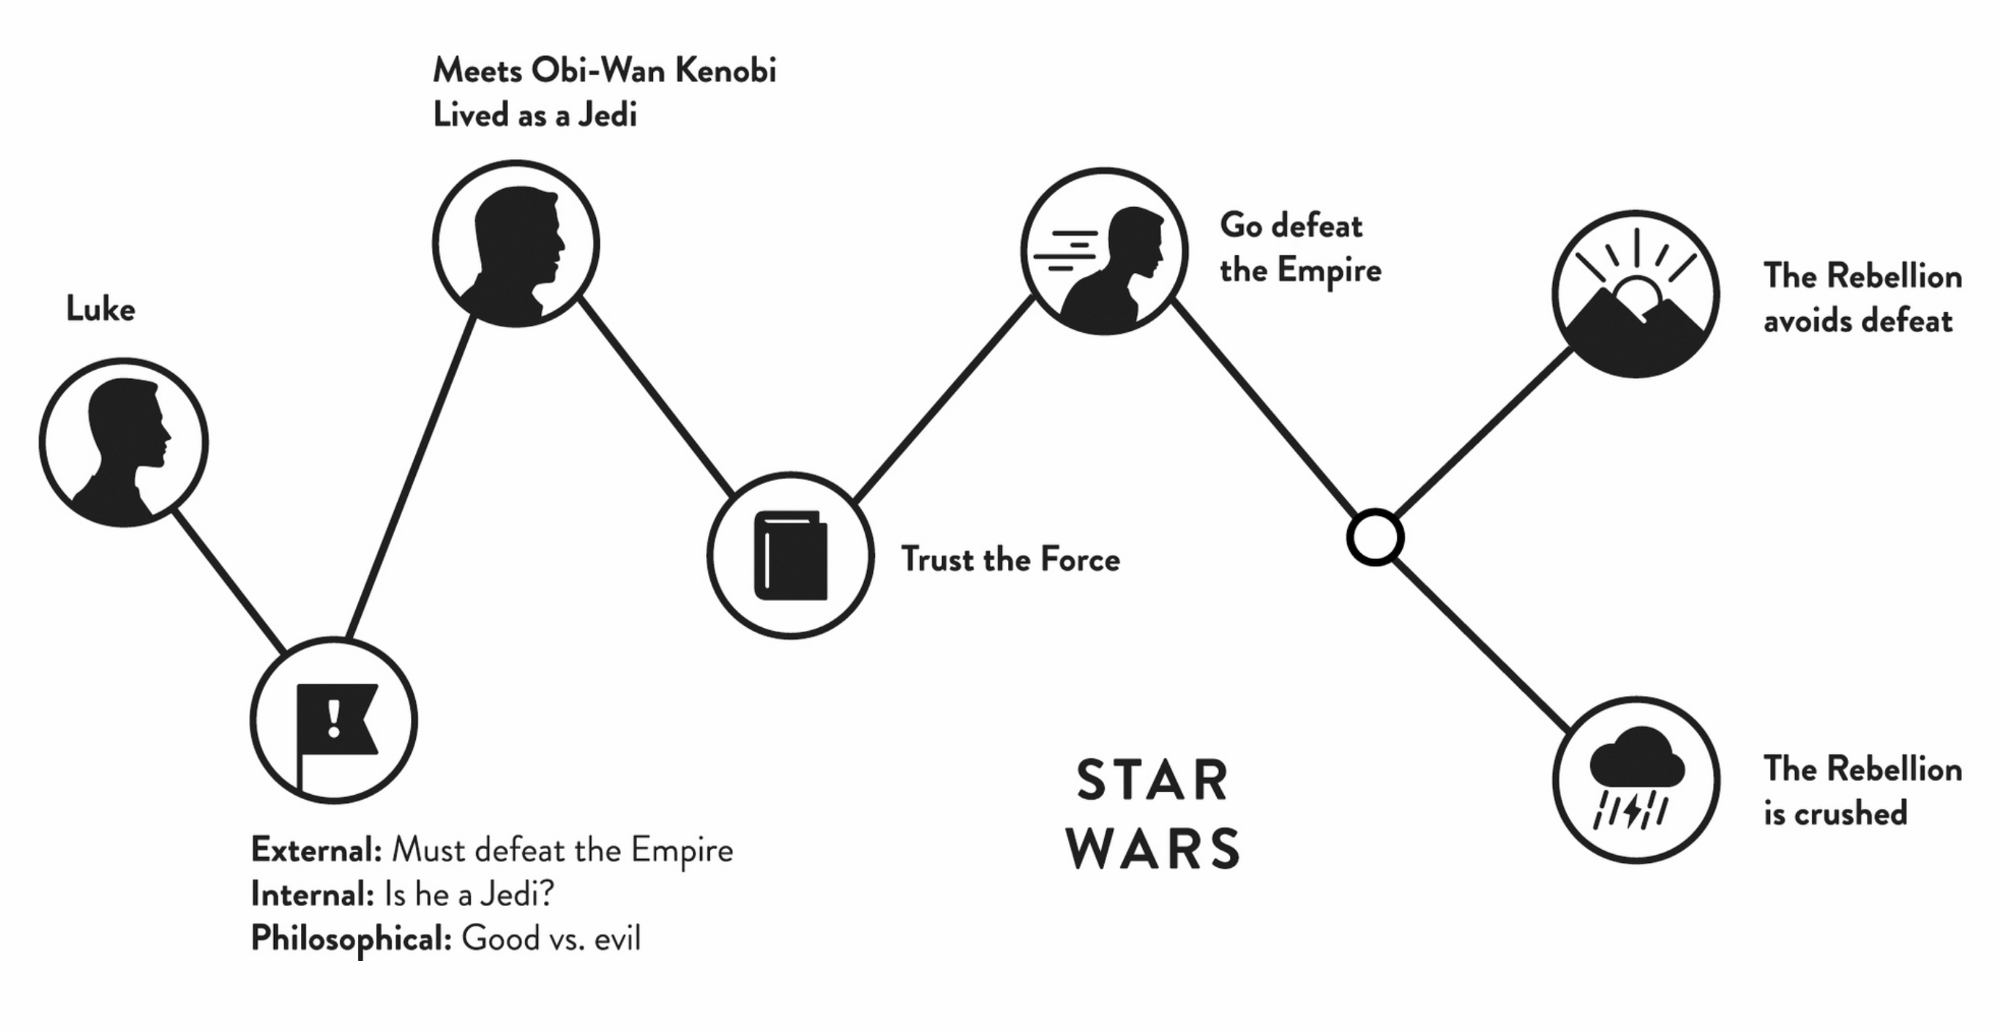 Meets Obi-Wan Kenobi
Lived as a Jedi
Luke
Go defeat
the Empire
The Rebellion
avoids defeat
!
Trust the Force
STAR
WARS
The Rebellion
is crushed
External: Must defeat the Empire
Internal: Is he a Jedi?
Philosophical: Good vs. evil